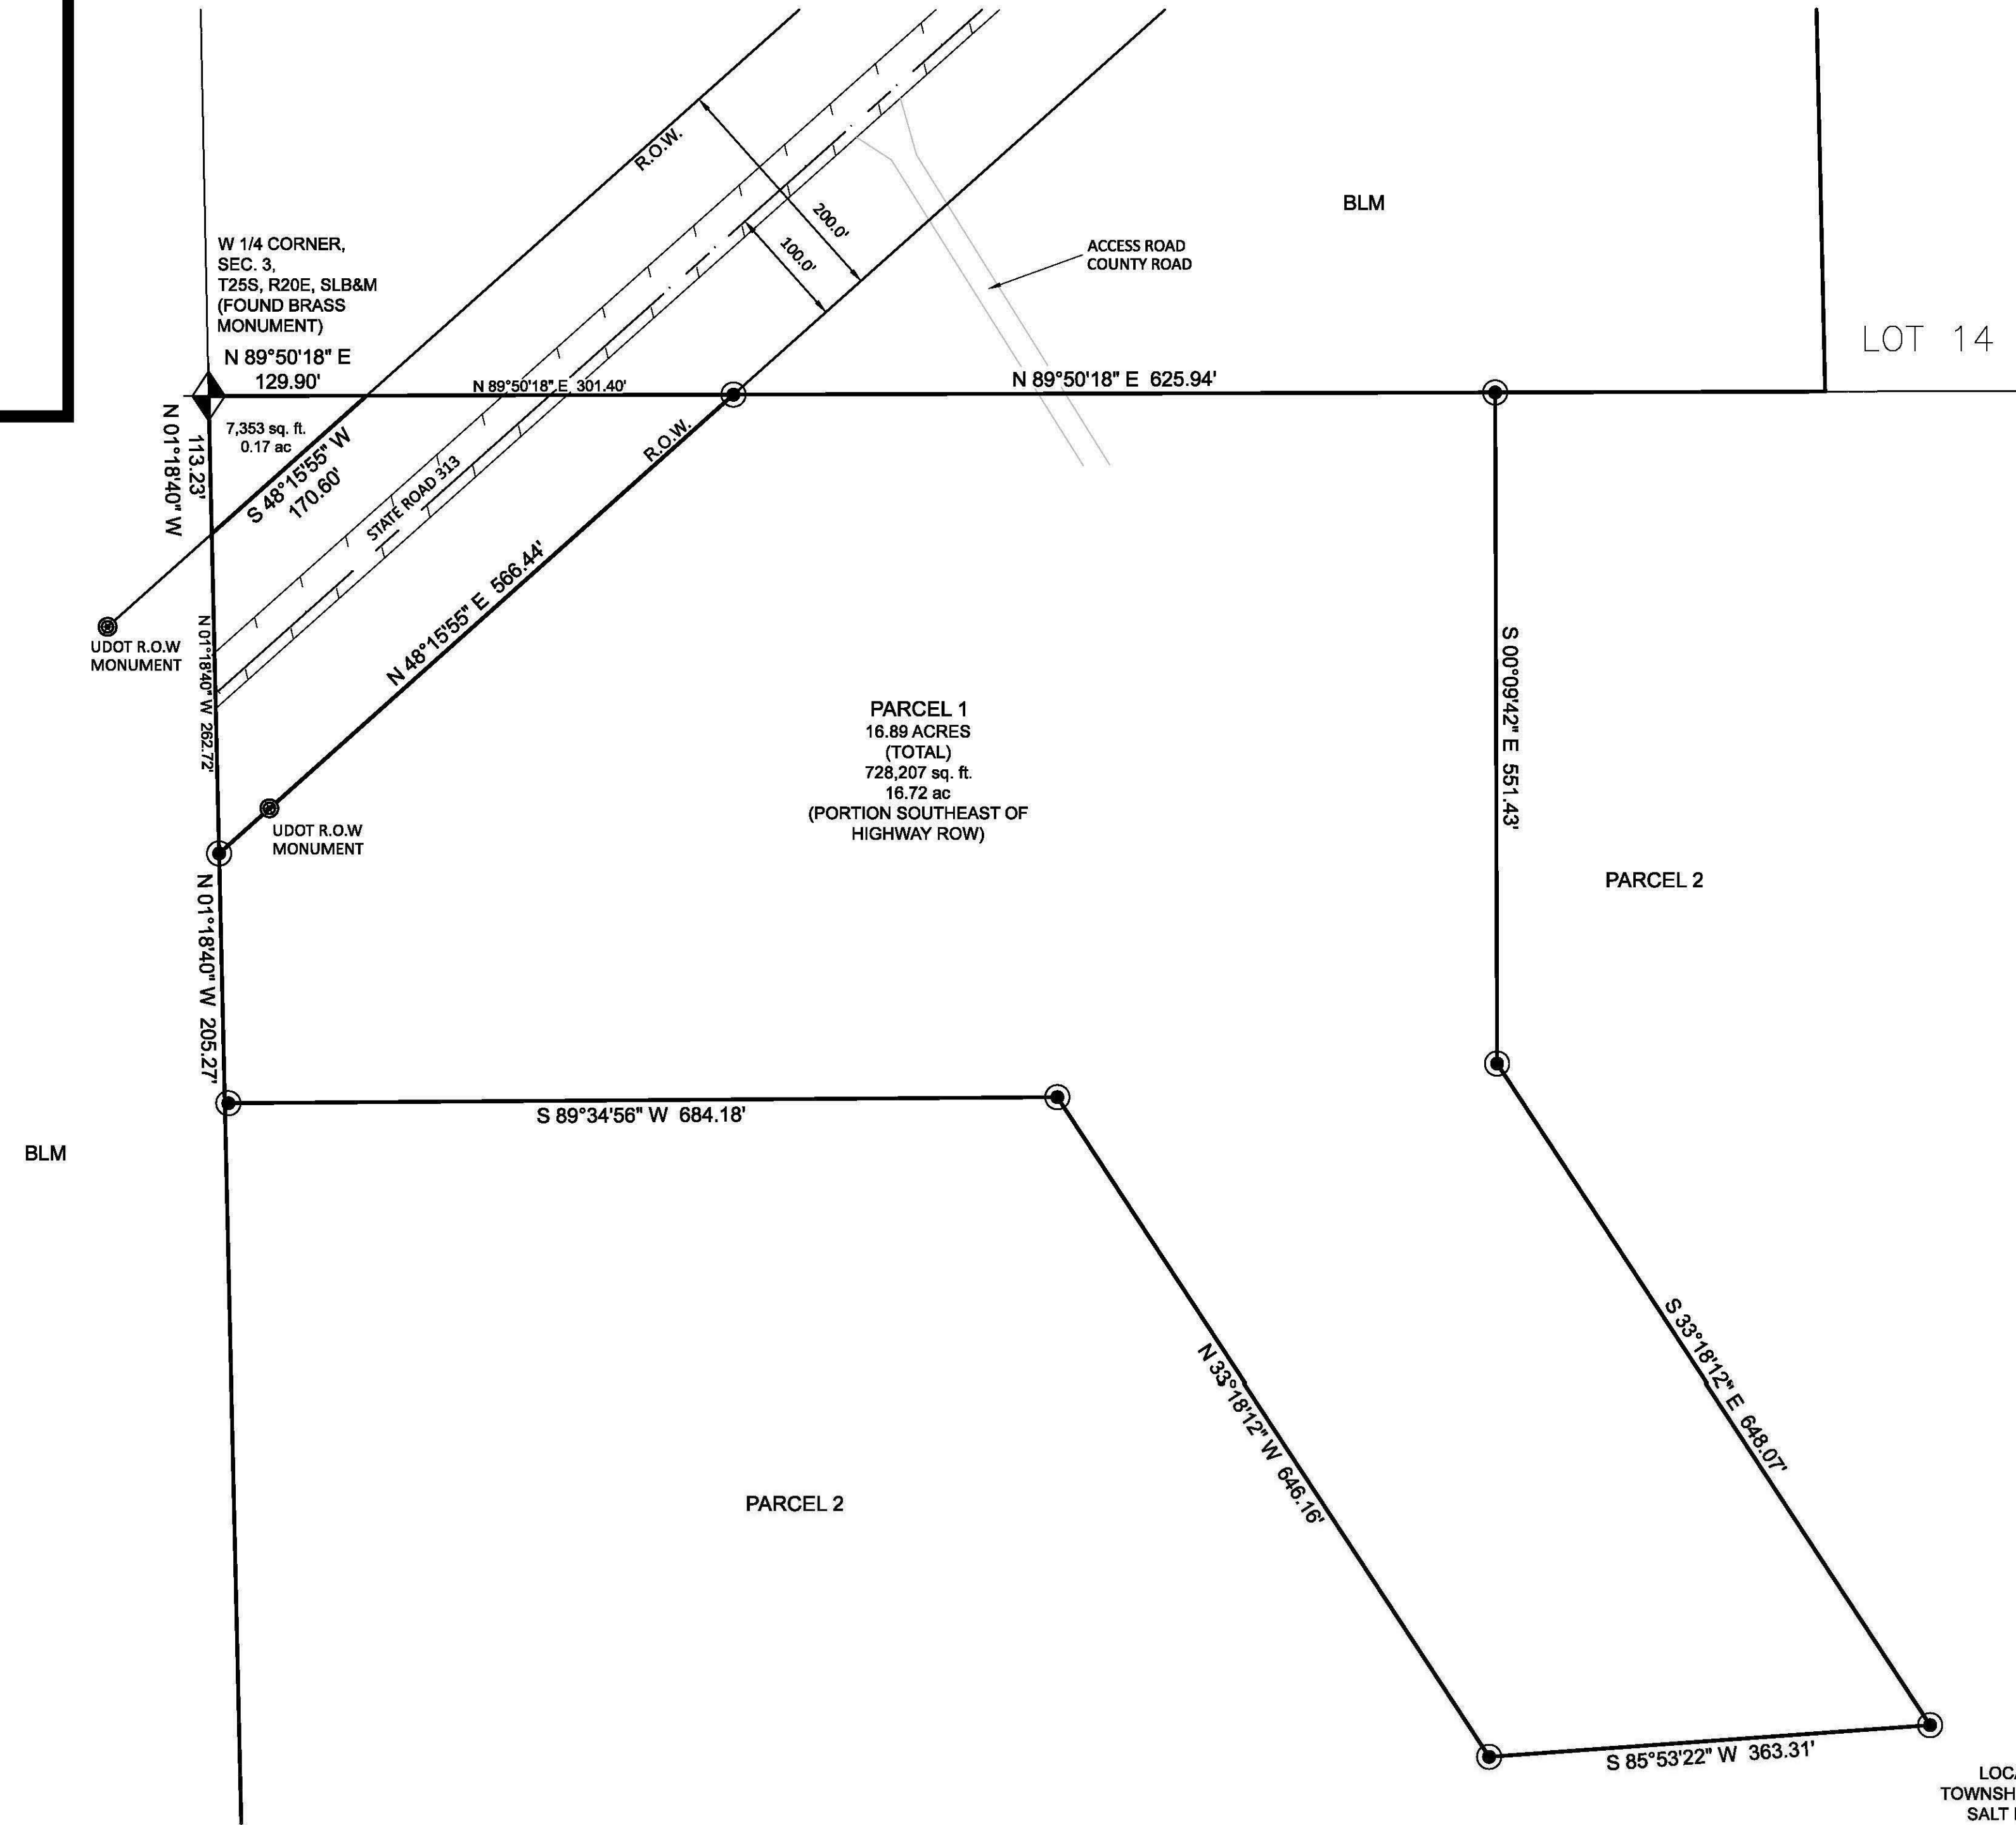 R.O.W.
200.0'
100.0'
BLM
ACCESS ROAD
COUNTY ROAD
W 1/4 CORNER,
SEC. 3,
T25S, R20E, SLB&M
(FOUND BRASS
MONUMENT)
LOT 14
N 89°50'18" E
129.90'
N 89°50'18" E 301.40'
N 89°50'18" E 625.94'
N 01°18'40" W
113.23'
7,353 sq. ft.
0.17 ac
S 48°15'55" W
170.60'
STATE ROAD 313
R.O.W.
N 48°15'55" E 566.44'
UDOT R.O.W
MONUMENT
N 01°18'40" W 262.72'
S 00°09'42" E 551.43'
PARCEL 1
16.89 ACRES
(TOTAL)
728,207 sq. ft.
16.72 ac
(PORTION SOUTHEAST OF
HIGHWAY ROW)
UDOT R.O.W
MONUMENT
PARCEL 2
N 01°18'40" W 205.27'
S 89°34'56" W 684.18'
BLM
N 33°18'12" W 646.16'
S 33°18'12" E 648.07'
PARCEL 2
S 85°53'22" W 363.31'
LOCA
TOWNSH
SALT